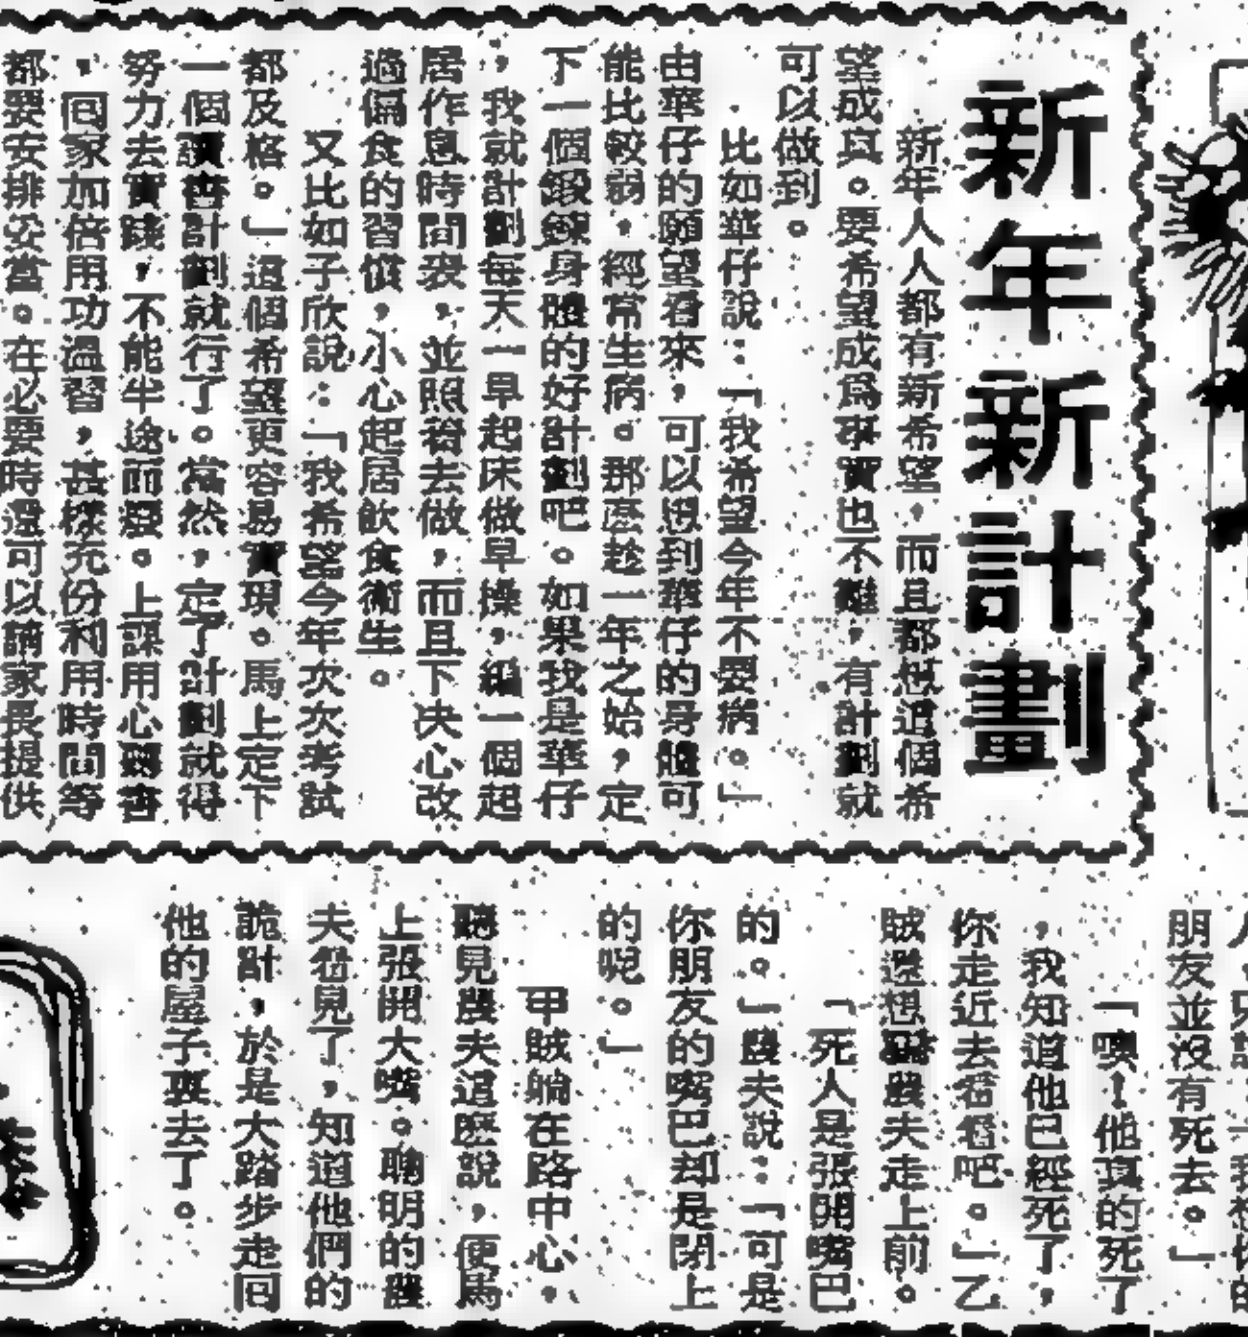 新年新計劃
新年人人都有新希望，而且都想這個希
望成真。要希望成爲事實也不難，有計劃就
可以做到。
比如華仔說：「我希望今年不要病。」
由華仔的願望看來，可以想到華仔的身體可
能比較弱，經常生病。那麽趁一年之始，定
下一個鍛鍊身體的好計劃吧。如果我是華仔
，我就計劃每天一早起床做早操，編一個起
居作息時間表，並照着去做，而且下决心改
過偏食的習慣，小心起居飲食衞生。
又比如子欣說：「我希望今年次次考試
都及格。」這個希望更容易實現。馬上定下
一個讀書計劃就行了。當然，定了計劃就得
努力去實踐，不能半途而廢。上課用心聽書
，囘家加倍用功温習，甚樣充份利用時間等
都要安排妥當。在必要時還可以請家長提供
朋友並沒有死去。」
「噢！他真的死了
，我知道他已經死了，
你走近去看看吧。」乙
賊還想騙農夫走上前。
「死人是張開嘴巴
的。」農夫說：「可是
你朋友的嘴巴却是閉上
的呢。」
甲賊躺在路中心，
聽見農夫這麽說，便馬
上張開大嘴。聰明的農
夫看見了，知道他們的
詭計，於是大踏步走囘
他的屋子裏去了。